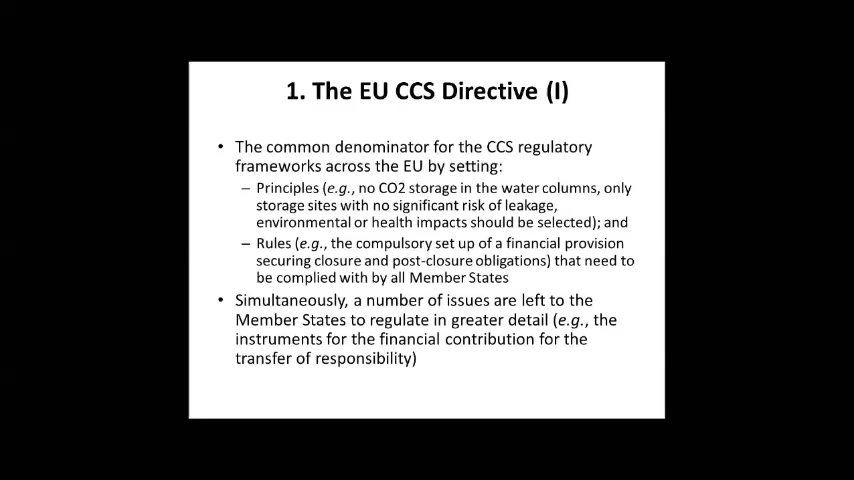 1. The EU CCS Directive (I)
• The common denominator for the CCS regulatory
frameworks across the EU by setting:
– Principles (e.g., no CO2 storage in the water columns, only
storage sites with no significant risk of leakage,
environmental or health impacts should be selected); and
– Rules (e.g., the compulsory set up of a financial provision
securing closure and post-closure obligations) that need to
be complied with by all Member States
• Simultaneously, a number of issues are left to the
Member States to regulate in greater detail (e.g., the
instruments for the financial contribution for the
transfer of responsibility)